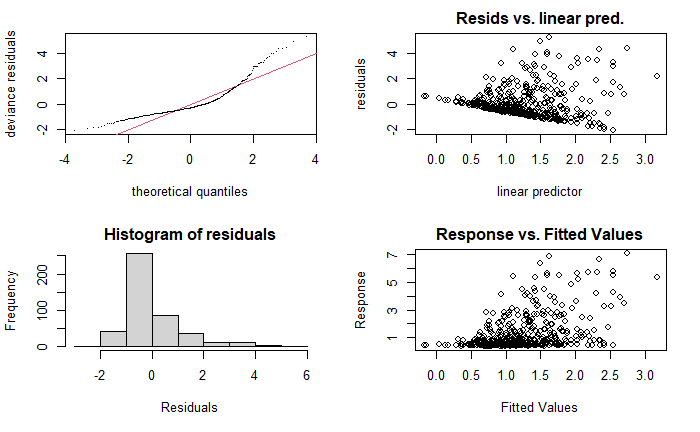 deviance residuals
-2 0 2 4
-4 -2 0 2 4
theoretical quantiles
Resids vs. linear pred.
residuals
-2 0 2 4
0.0 0.5 1.0 1.5 2.0 2.5 3.0
linear predictor
Histogram of residuals
Frequency
0 100 200
-2 0 2 4 6
Residuals
Response vs. Fitted Values
Response
1 3 5 7
0.0 0.5 1.0 1.5 2.0 2.5 3.0
Fitted Values